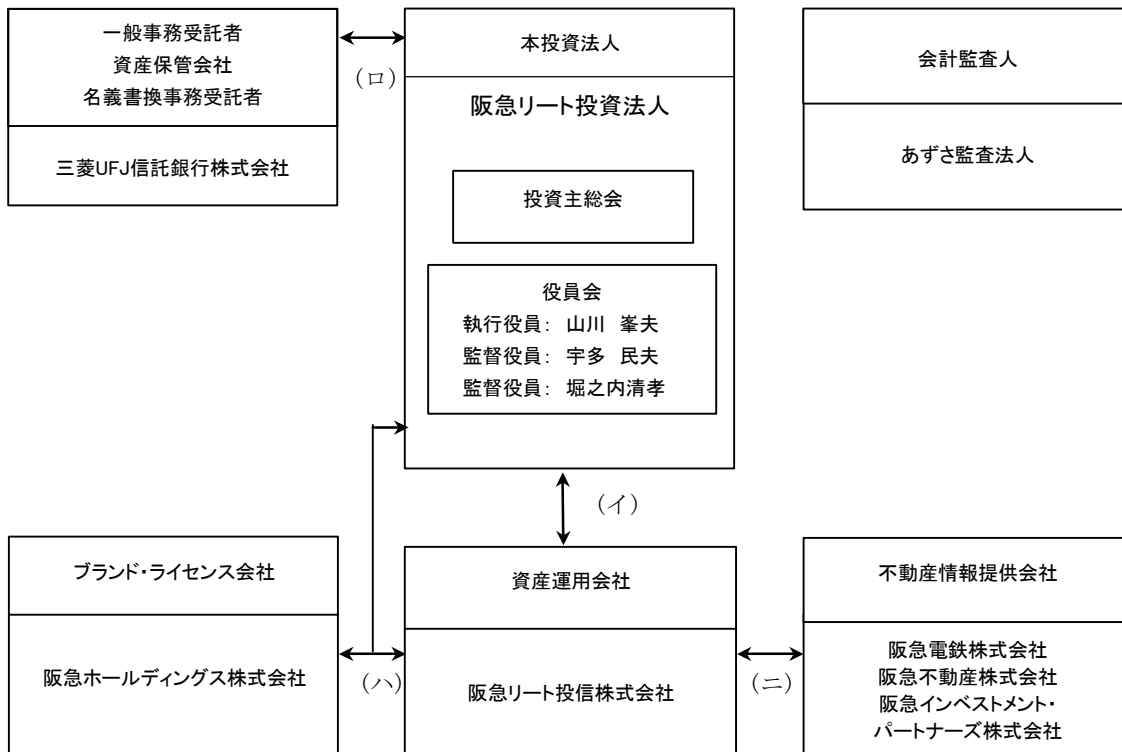 一般事務受託者
資産保管会社
名義書換事務受託者
三菱UFJ信託銀行株式会社
（ロ）
本投資法人
阪急リート投資法人
投資主総会
役員会
執行役員： 山川 峯夫
監督役員： 宇多 民夫
監督役員： 堀之内清孝
会計監査人
あずさ監査法人
（イ）
ブランド・ライセンス会社
阪急ホールディングス株式会社
（ハ）
資産運用会社
阪急リート投信株式会社
（ニ）
不動産情報提供会社
阪急電鉄株式会社
阪急不動産株式会社
阪急インベストメント・
パートナーズ株式会社